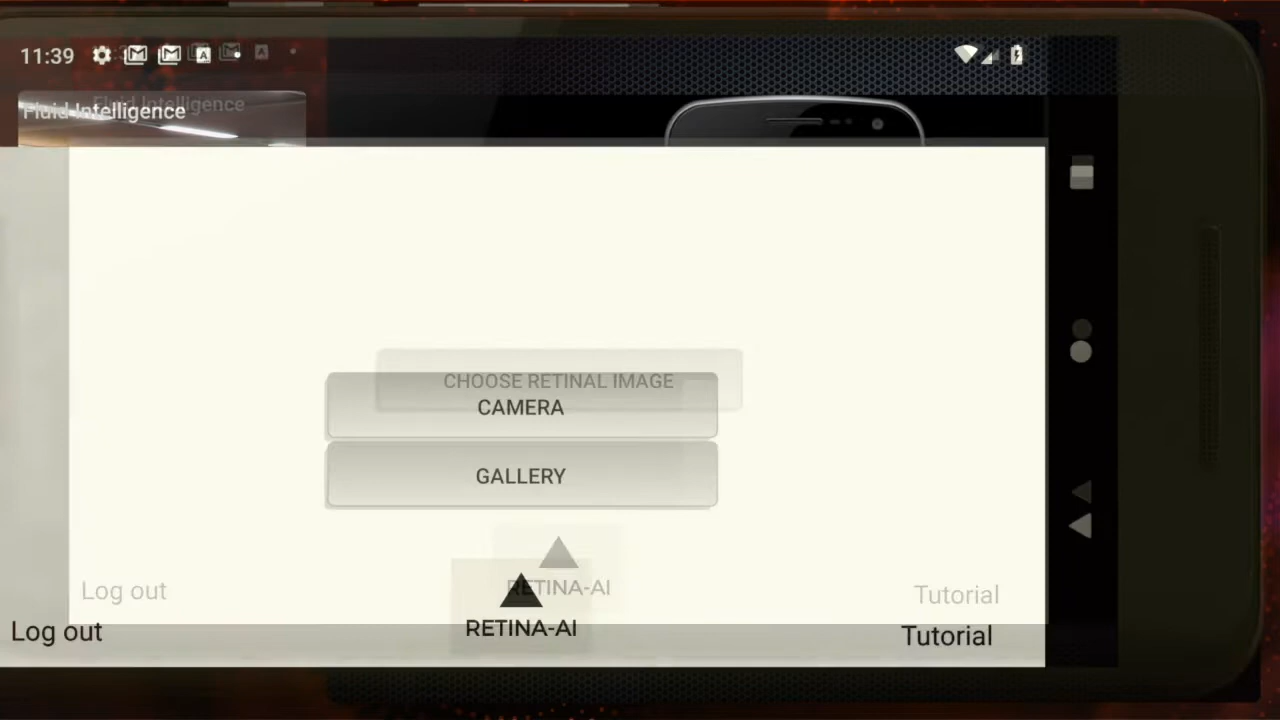 11:39
Fluid Intelligence
Fluid Intelligence
CHOOSE RETINAL IMAGE
CAMERA
GALLERY
RETINA-AI
Log out
Tutorial
Log out
RETINA-AI
Tutorial